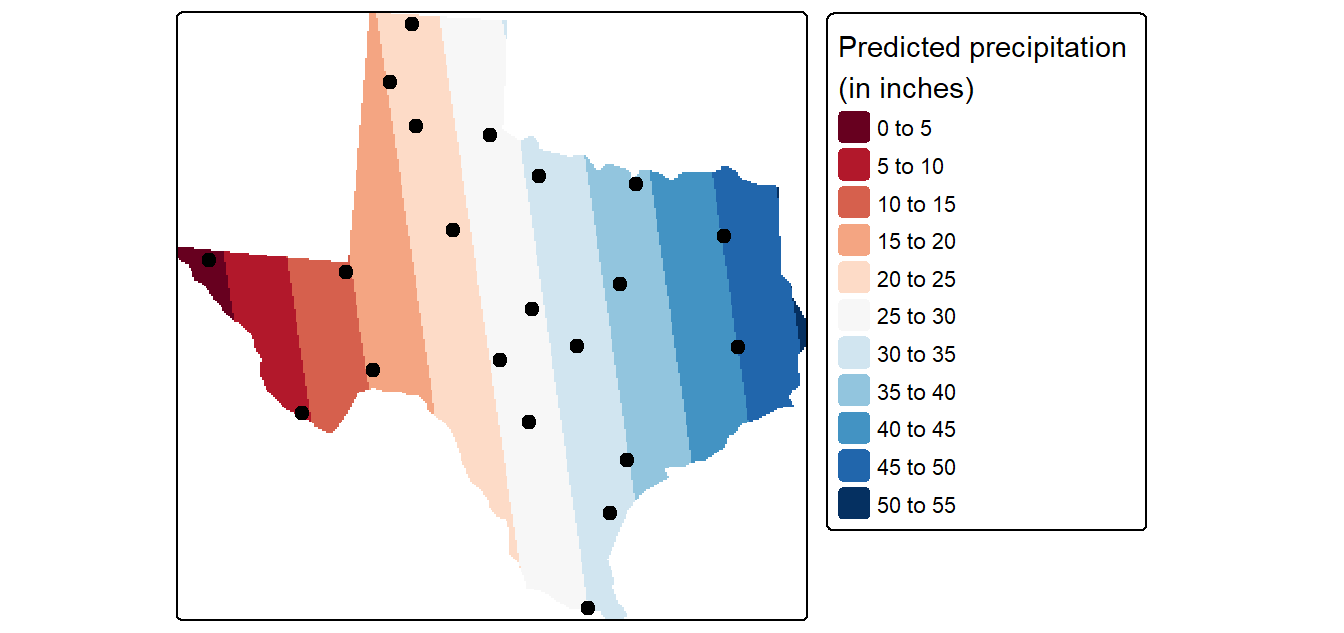 Predicted precipitation
(in inches)
0 to 5
5 to 10
10 to 15
15 to 20
20 to 25
25 to 30
30 to 35
35 to 40
40 to 45
45 to 50
50 to 55